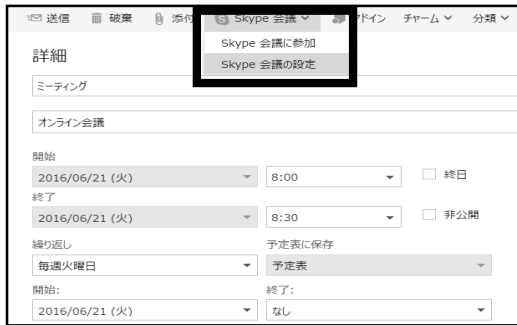 送信 破棄 添付 Skype 会議 アドイン チャーム 分類
Skype 会議に参加
Skype 会議の設定
詳細
ミーティング
オンライン会議
開始
2016/06/21 (火) 8:00 終日
終了
2016/06/21 (火) 8:30 非公開
繰り返し 予定表に保存
毎週火曜日 予定表
開始: 終了:
2016/06/21 (火) なし